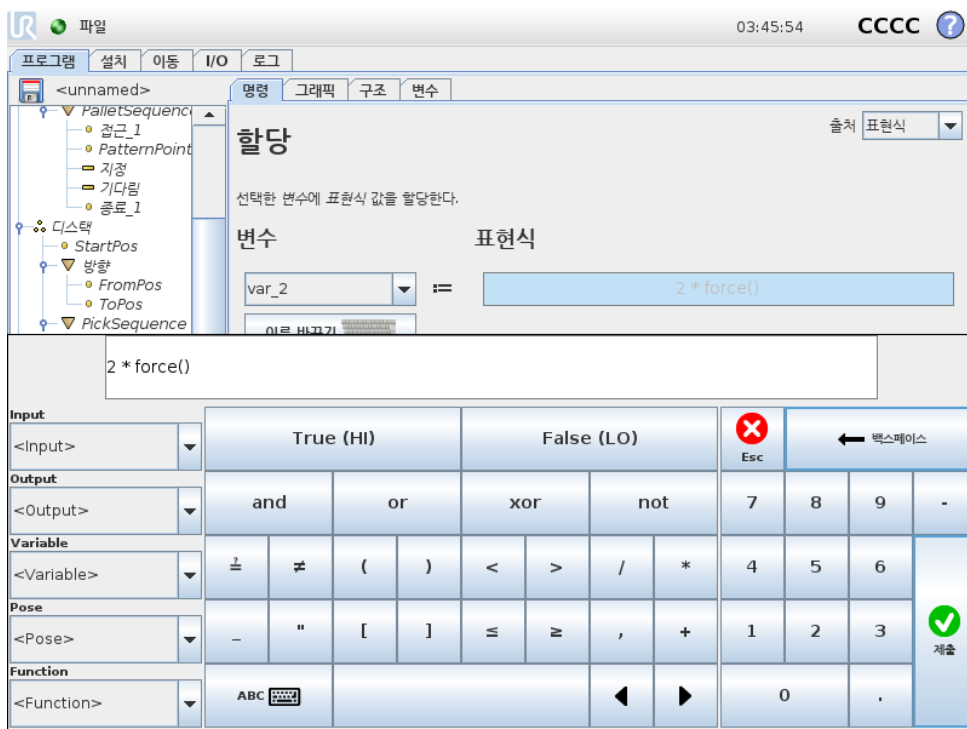 파일
03:45:54
CCCC
?
프로그램 설치 이동 I/O 로그
<unnamed>
명령 그래픽 구조 변수
PalletSequenc
접근_1
PatternPoint
지정
기다림
종료_1
디스택
StartPos
방향
FromPos
ToPos
PickSequence
할당
출처 표현식
선택한 변수에 표현식 값을 할당한다.
변수
표현식
var_2 := 2 * force()
이름 바꾸기
2 * force()
Input
<Input>
Output
<Output>
Variable
<Variable>
Pose
<Pose>
Function
<Function>
True (HI) False (LO) Esc 백스페이스
and or xor not 7 8 9 -
≟ ≠ ( ) < > / * 4 5 6
_ " [ ] ≤ ≥ , + 1 2 3 제출
ABC 0 .